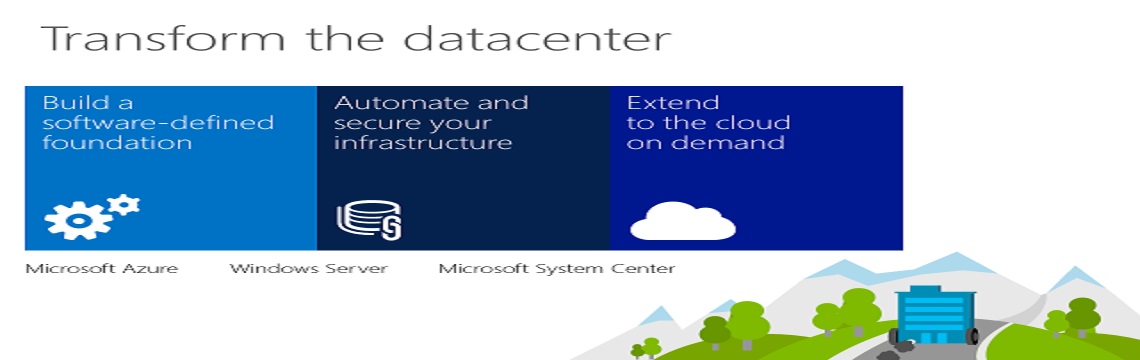 Transform the datacenter
Build a
software-defined
foundation
Automate and
secure your
infrastructure
Extend
to the cloud
on demand
Microsoft Azure
Windows Server
Microsoft System Center